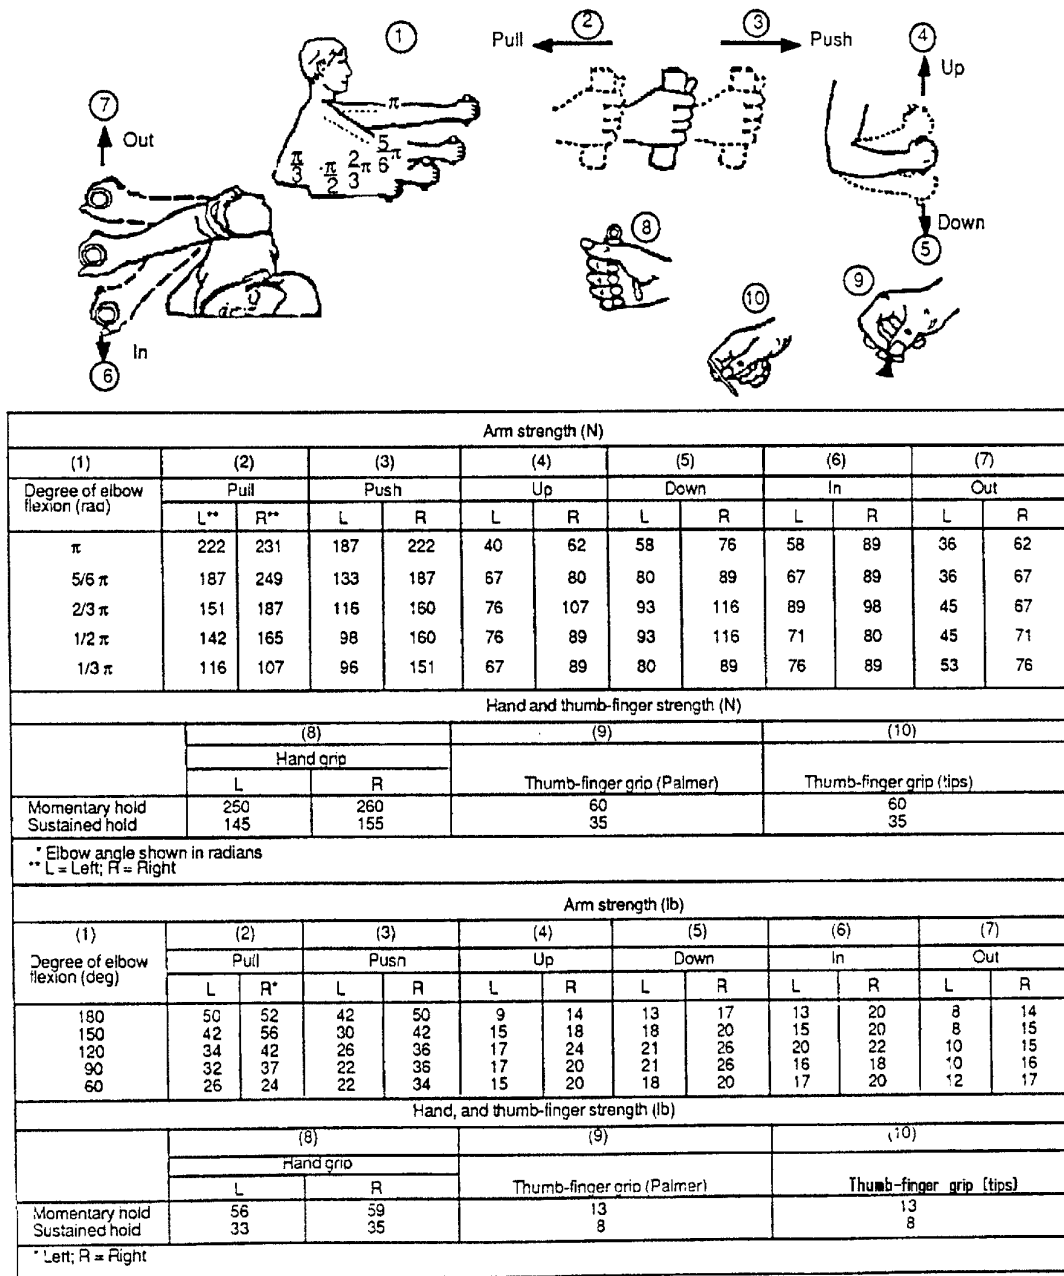 1
Pull
2
3
Push
4
Up
7
Out
π
π/3
π/2
2/3 π
5/6 π
Down
5
8
9
10
In
6
Arm strength (N)
(1) (2) (3) (4) (5) (6) (7)
Degree of elbow flexion (rad) Pull Push Up Down In Out
L** R** L R L R L R L R L R
π 222 231 187 222 40 62 58 76 58 89 36 62
5/6 π 187 249 133 187 67 80 80 89 67 89 36 67
2/3 π 151 187 116 160 76 107 93 116 89 98 45 67
1/2 π 142 165 98 160 76 89 93 116 71 80 45 71
1/3 π 116 107 96 151 67 89 80 89 76 89 53 76
Hand and thumb-finger strength (N)
(8) (9) (10)
Hand grip
L R Thumb-finger grip (Palmer) Thumb-finger grip (tips)
Momentary hold 250 260 60 60
Sustained hold 145 155 35 35
* Elbow angle shown in radians
** L = Left; R = Right
Arm strength (lb)
(1) (2) (3) (4) (5) (6) (7)
Degree of elbow flexion (deg) Pull Push Up Down In Out
L R* L R L R L R L R L R
180 50 52 42 50 9 14 13 17 13 20 8 14
150 42 56 30 42 15 18 18 20 15 20 8 15
120 34 42 26 36 17 24 21 26 20 22 10 15
90 32 37 22 36 17 20 21 26 16 18 10 16
60 26 24 22 34 15 20 18 20 17 20 12 17
Hand, and thumb-finger strength (lb)
(8) (9) (10)
Hand grip
L R Thumb-finger grip (Palmer) Thumb-finger grip (tips)
Momentary hold 56 59 13 13
Sustained hold 33 35 8 8
* Left; R = Right